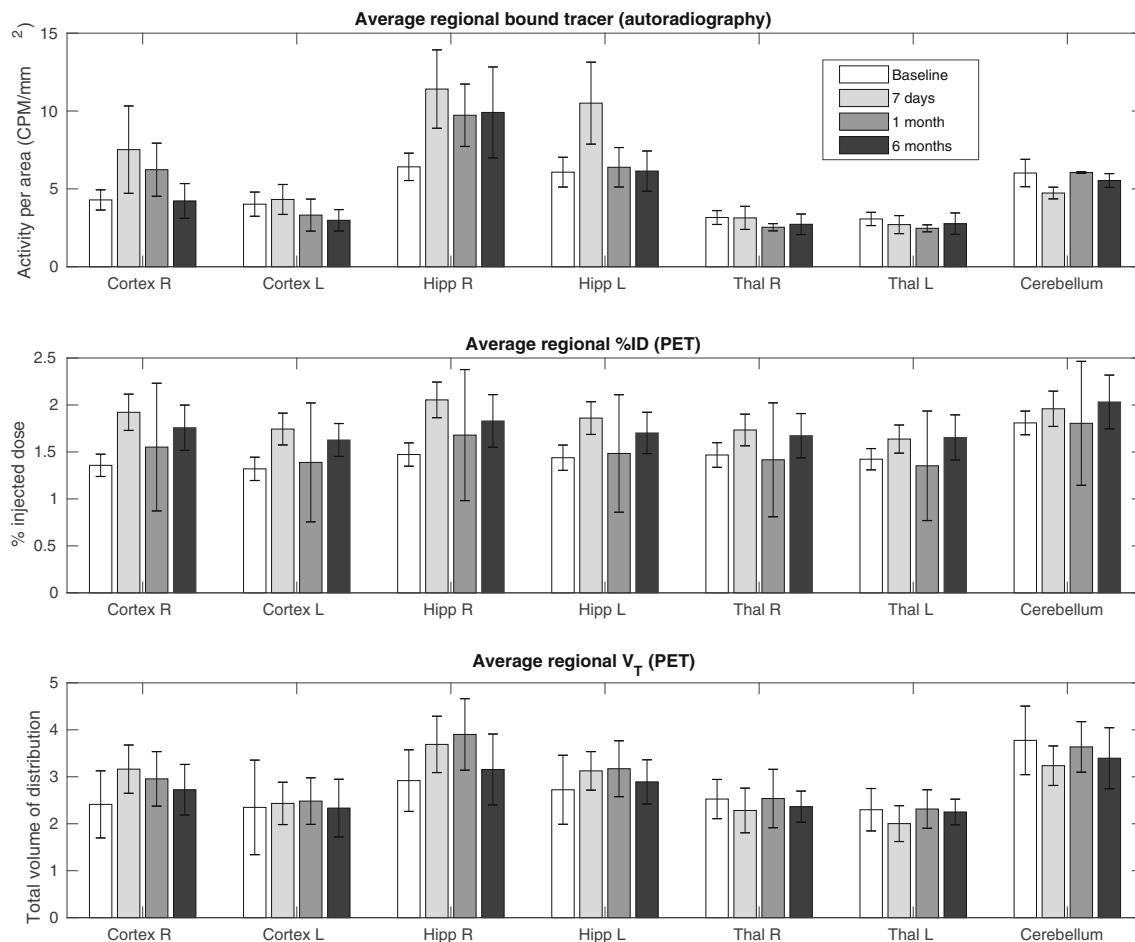 Average regional bound tracer (autoradiography)
Activity per area (CPM/mm2)
15
10
5
0
Baseline
7 days
1 month
6 months
Cortex R Cortex L Hipp R Hipp L Thal R Thal L Cerebellum
Average regional %ID (PET)
% injected dose
2.5
2
1.5
1
0.5
0
Cortex R Cortex L Hipp R Hipp L Thal R Thal L Cerebellum
Average regional VT (PET)
Total volume of distribution
5
4
3
2
1
0
Cortex R Cortex L Hipp R Hipp L Thal R Thal L Cerebellum